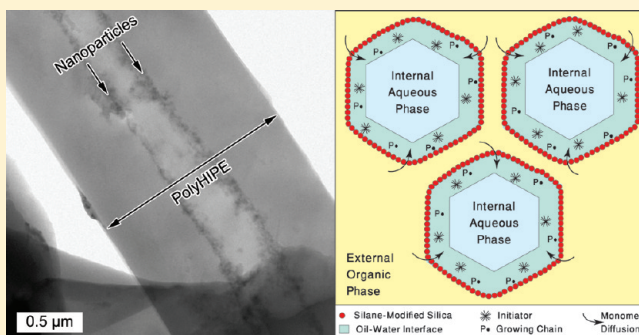 Nanoparticles
PolyHIPE
0.5 µm
P•
P•
Internal
Aqueous
Phase
P•
P•
P•
P•
P•
Internal
Aqueous
Phase
P•
P•
P•
P•
P•
Internal
Aqueous
Phase
P•
P•
P•
External
Organic
Phase
Silane-Modified Silica
Initiator
Oil-Water Interface
P• Growing Chain
Diffusion